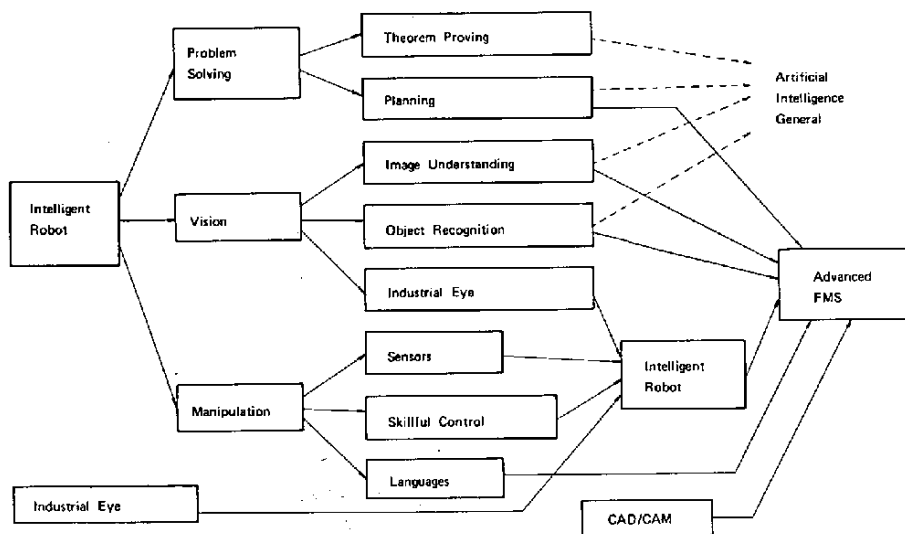 Theorem Proving
Problem
Solving
Artificial
Intelligence
General
Planning
Image Understanding
Intelligent
Robot
Vision
Object Recognition
Advanced
FMS
Industrial Eye
Sensors
Intelligent
Robot
Manipulation
Skillful Control
Languages
Industrial Eye
CAD/CAM